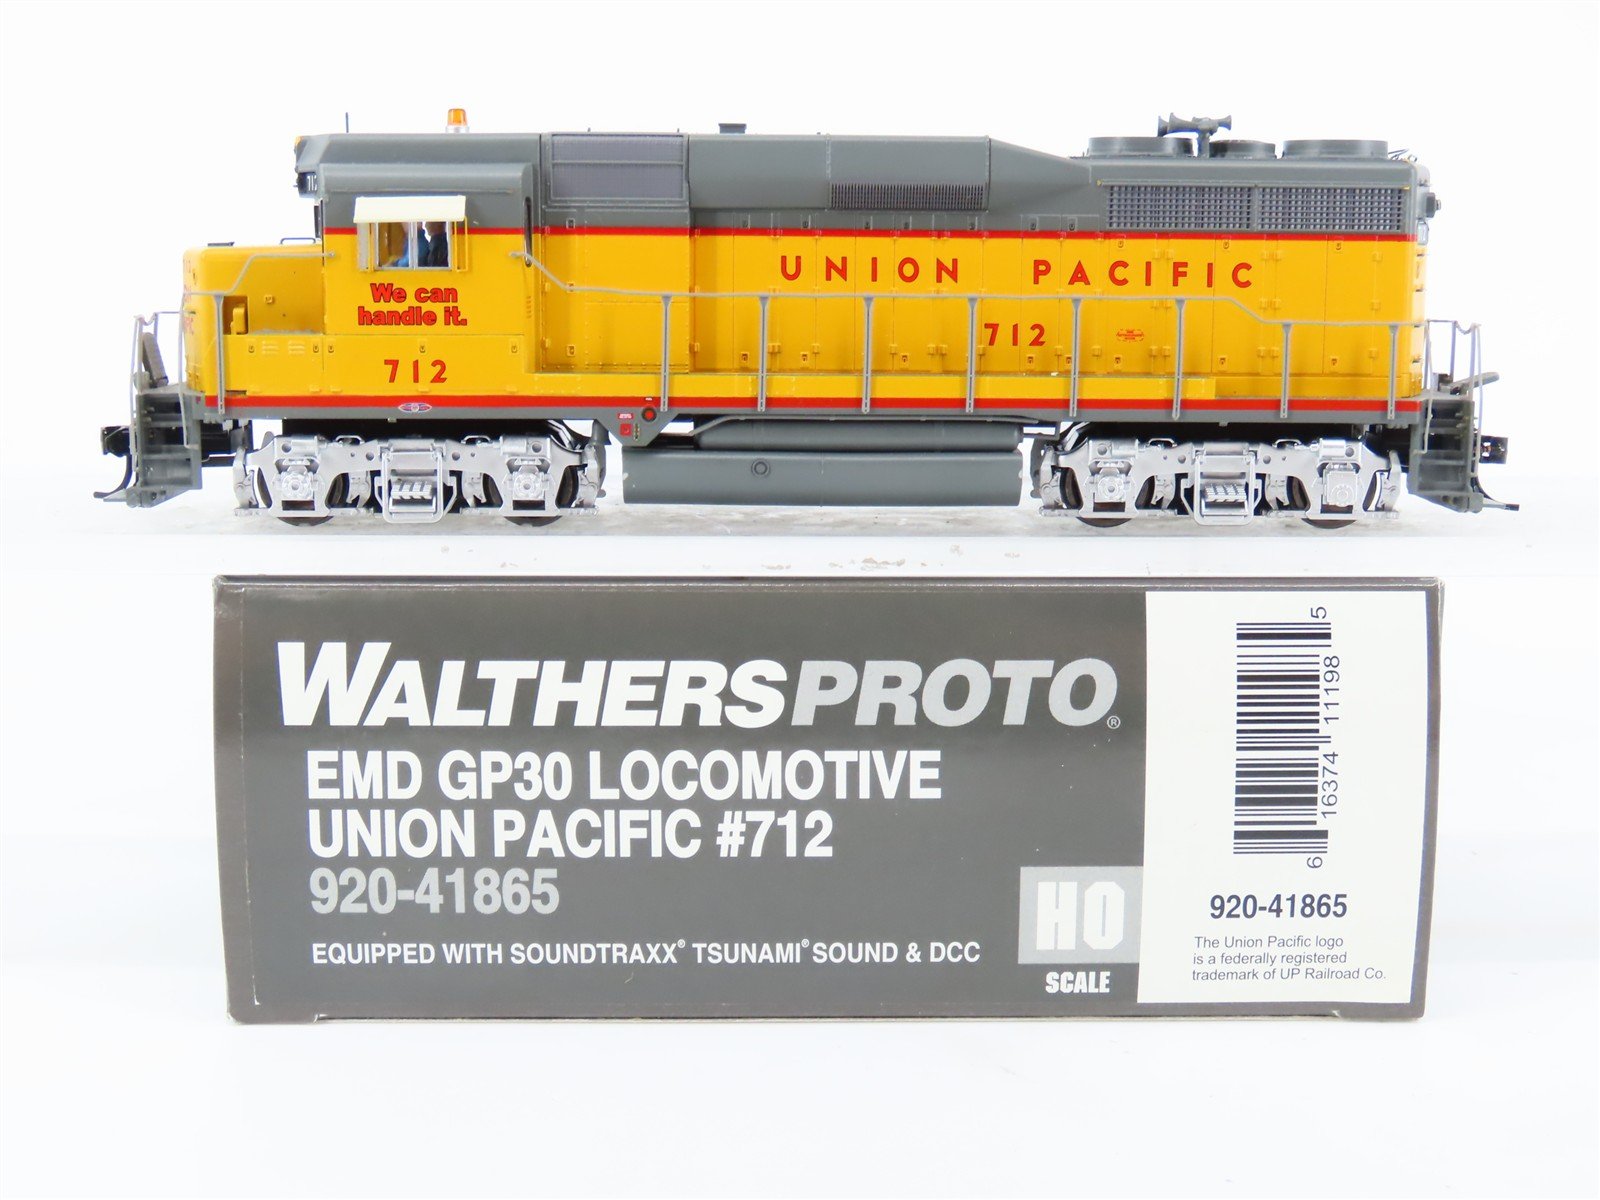 712
We can
handle it.
UNION PACIFIC
712
712
WALTHERSPROTO®
EMD GP30 LOCOMOTIVE
UNION PACIFIC #712
920-41865
EQUIPPED WITH SOUNDTRAXX® TSUNAMI® SOUND & DCC
HO
SCALE
6 16374 11198 5
920-41865
The Union Pacific logo
is a federally registered
trademark of UP Railroad Co.